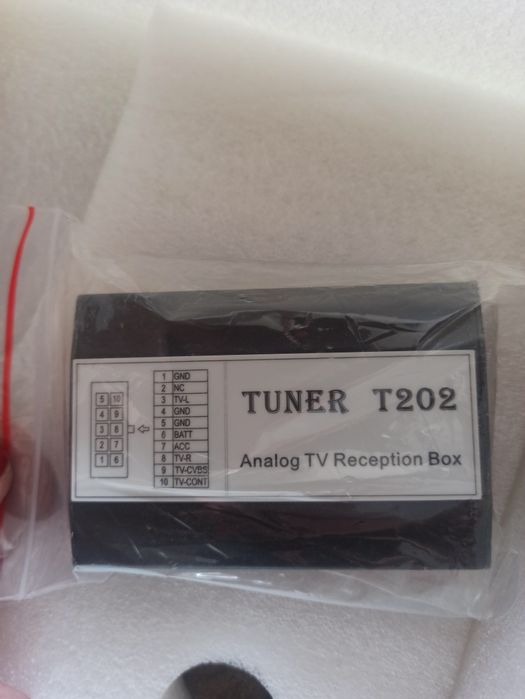 5 10
4 9
3 8
2 7
1 6
1 GND
2 NC
3 TV-L
4 GND
5 GND
6 BATT
7 ACC
8 TV-R
9 TV-CVBS
10 TV-CONT
TUNER T202
Analog TV Reception Box